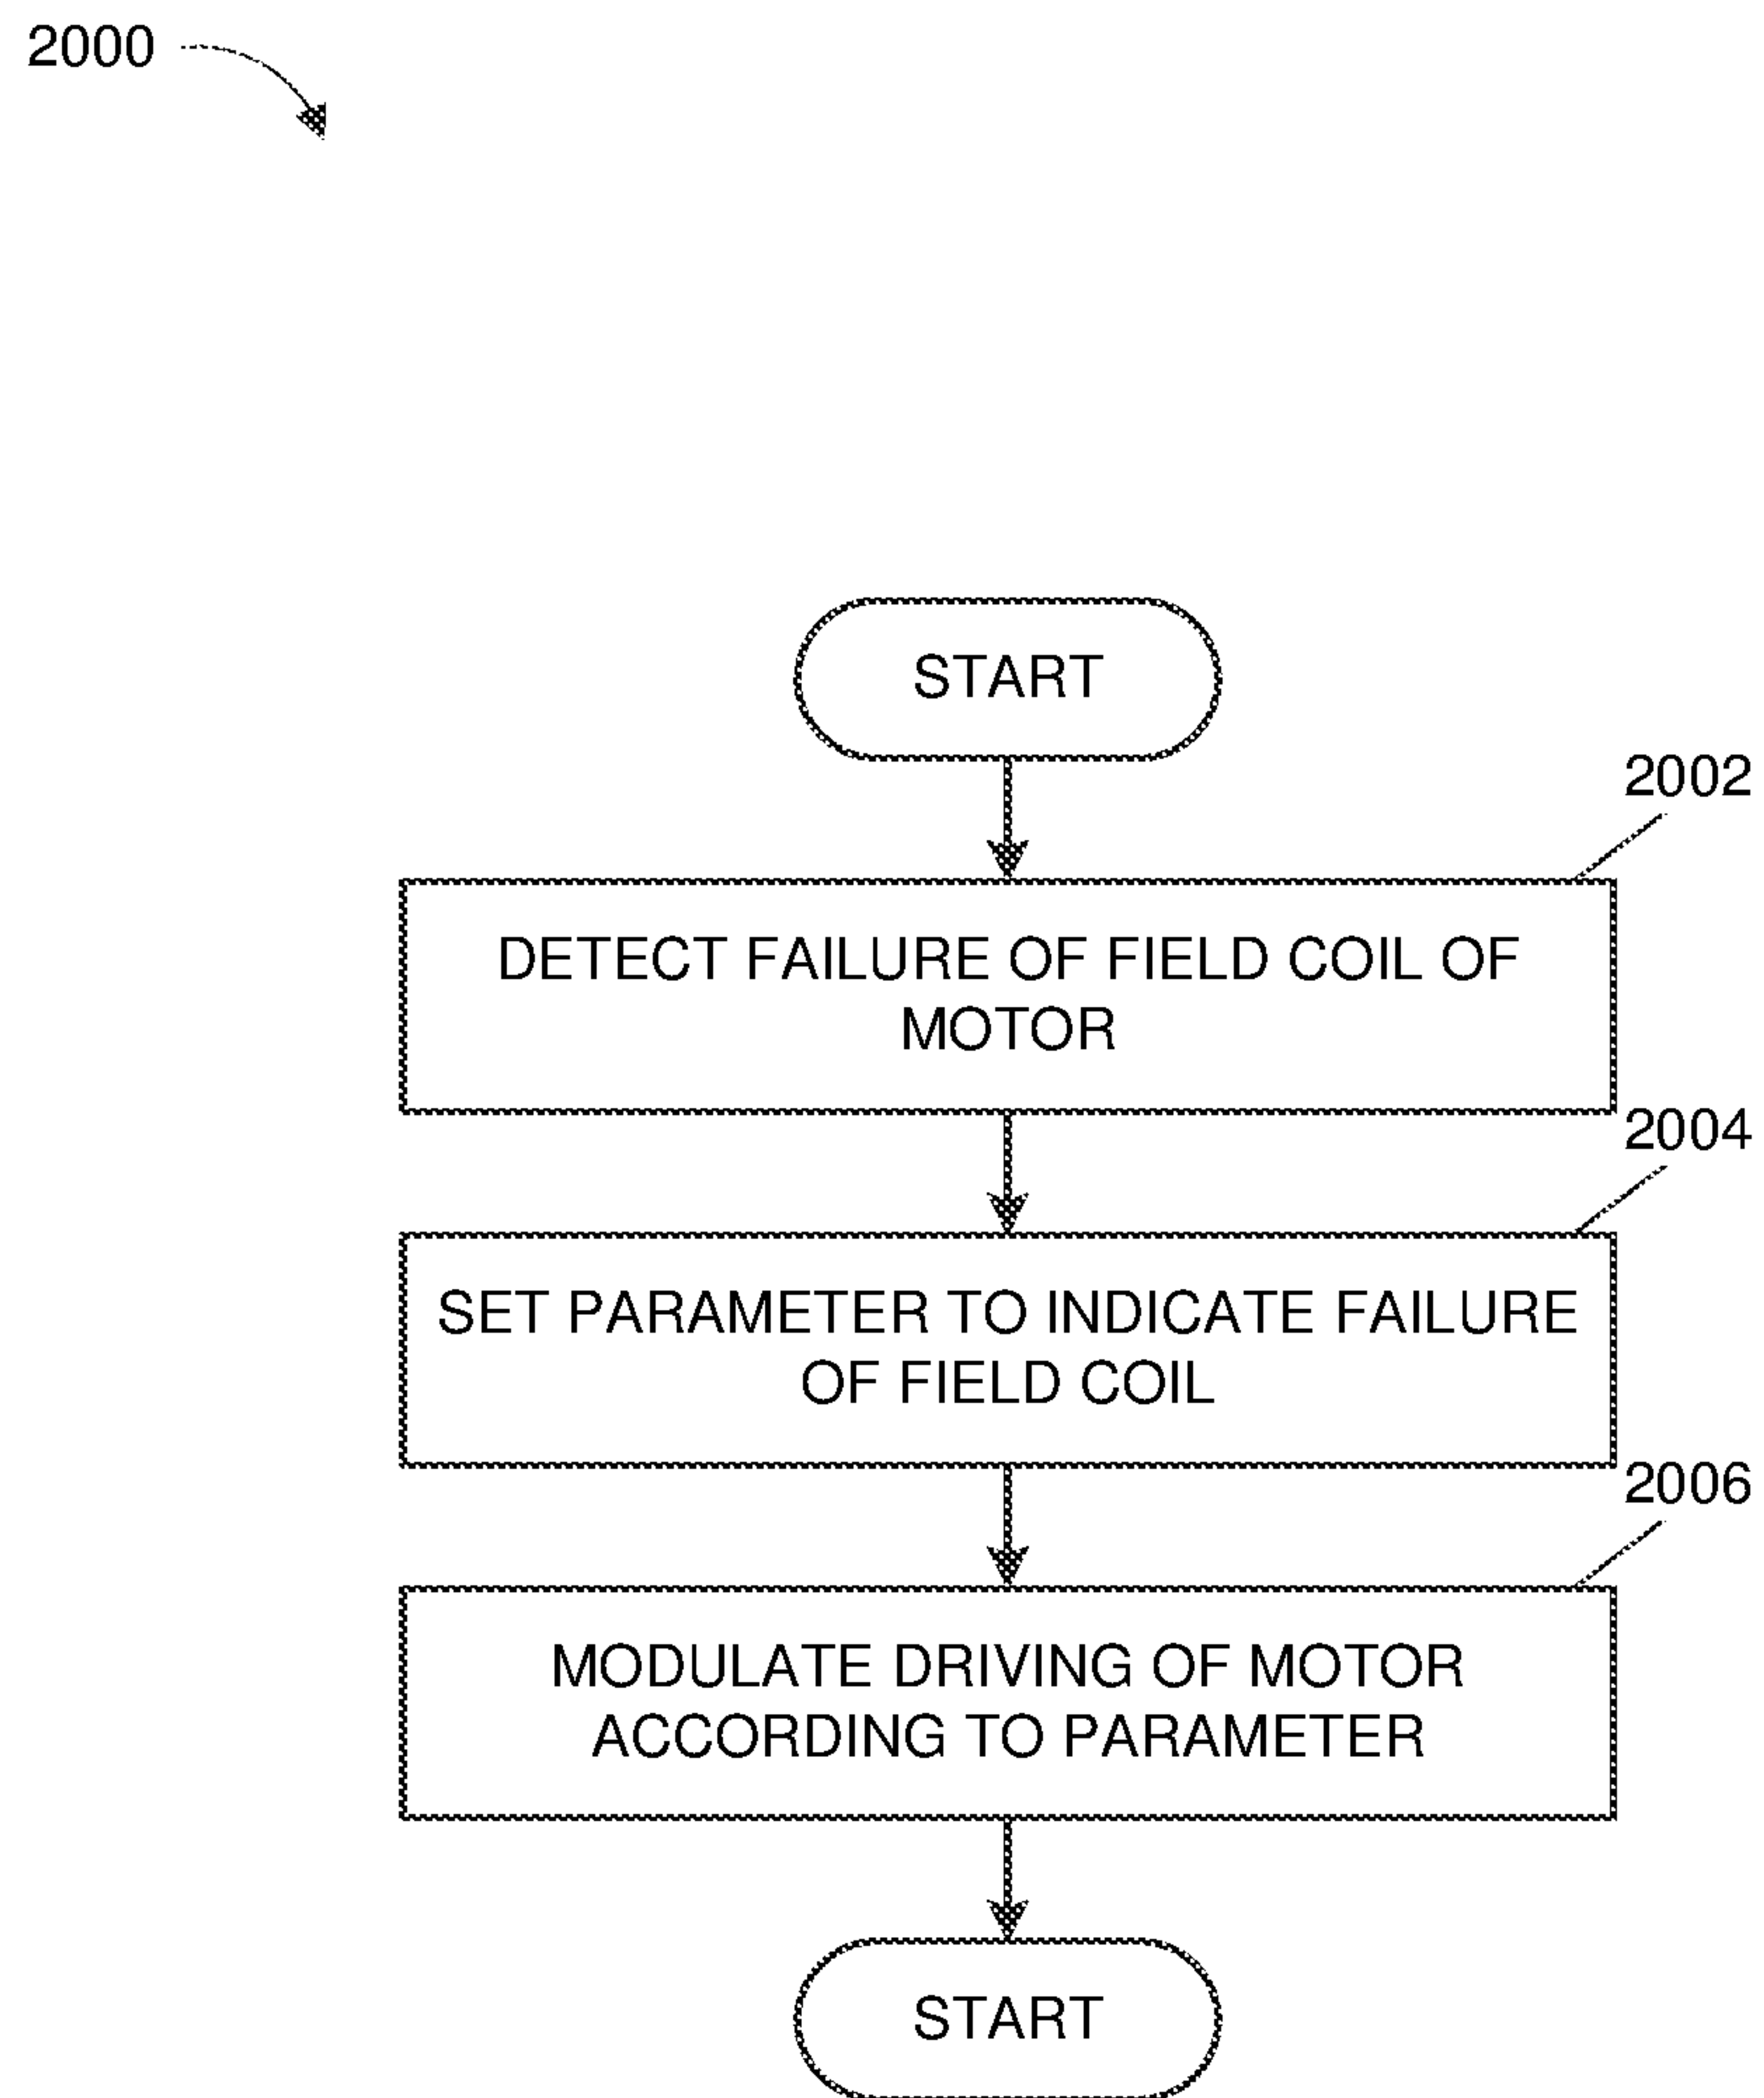 2000
START
2002
DETECT FAILURE OF FIELD COIL OF
MOTOR
2004
SET PARAMETER TO INDICATE FAILURE
OF FIELD COIL
2006
MODULATE DRIVING OF MOTOR
ACCORDING TO PARAMETER
START